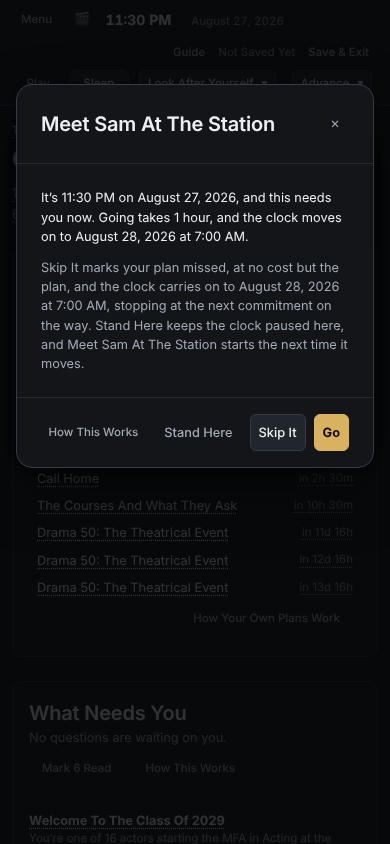 Menu 🎬 11:30 PM August 27, 2026
Guide Not Saved Yet Save & Exit
Play Sleep Look After Yourself Advance
Meet Sam At The Station ×
It's 11:30 PM on August 27, 2026, and this needs
you now. Going takes 1 hour, and the clock moves
on to August 28, 2026 at 7:00 AM.
Skip It marks your plan missed, at no cost but the
plan, and the clock carries on to August 28, 2026
at 7:00 AM, stopping at the next commitment on
the way. Stand Here keeps the clock paused here,
and Meet Sam At The Station starts the next time it
moves.
How This Works Stand Here Skip It Go
Call Home in 2h 30m
The Courses And What They Ask in 10h 30m
Drama 50: The Theatrical Event in 11d 16h
Drama 50: The Theatrical Event in 12d 16h
Drama 50: The Theatrical Event in 13d 16h
How Your Own Plans Work
What Needs You
No questions are waiting on you.
Mark 6 Read How This Works
Welcome To The Class Of 2029
You're one of 16 actors starting the MFA in Acting at the